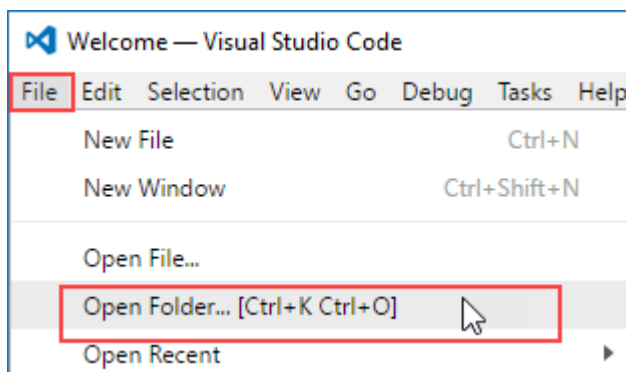 Welcome — Visual Studio Code
File Edit Selection View Go Debug Tasks Help
New File Ctrl+N
New Window Ctrl+Shift+N
Open File...
Open Folder... [Ctrl+K Ctrl+O]
Open Recent